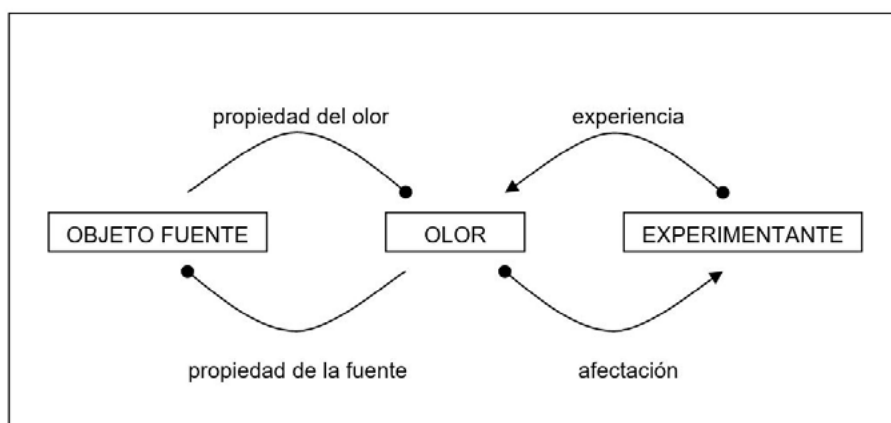 propiedad del olor experiencia
OBJETO FUENTE OLOR EXPERIMENTANTE
propiedad de la fuente afectación